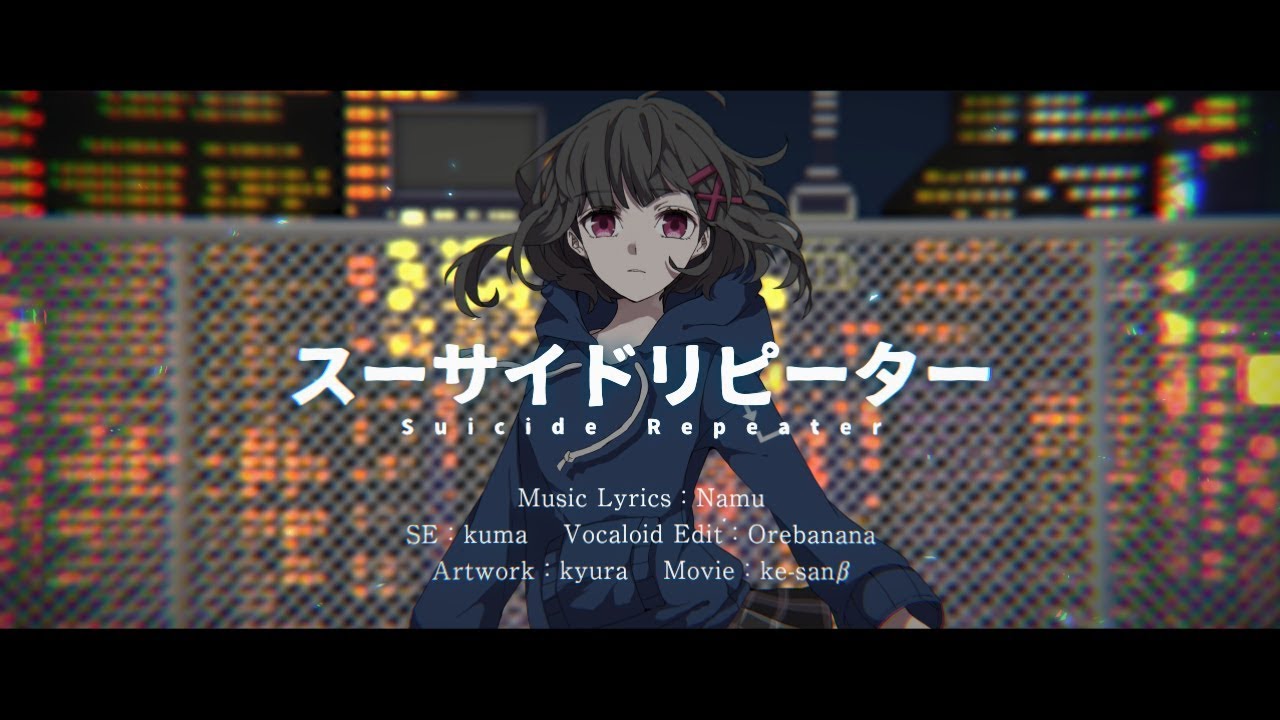 スーサイドリピーター
Suicide Repeater
Music Lyrics：Namu
SE：kuma Vocaloid Edit：Orebanana
Artwork：kyura Movie：ke-sanβ